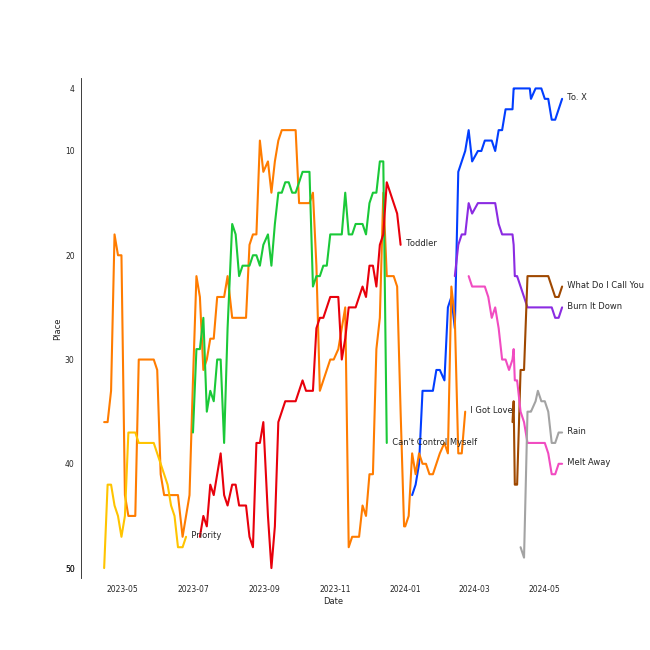 4
10
20
30
40
50
Place
To. X
Toddler
What Do I Call You
Burn It Down
I Got Love
Rain
Can't Control Myself
Melt Away
Priority
2023-05 2023-07 2023-09 2023-11 2024-01 2024-03 2024-05
Date